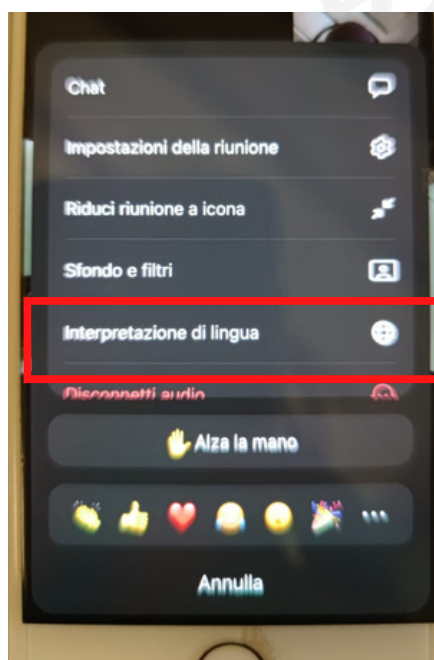 Chat
Impostazioni della riunione
Riduci riunione a icona
Sfondo e filtri
Interpretazione di lingua
Disconnetti audio
Alza la mano
Annulla